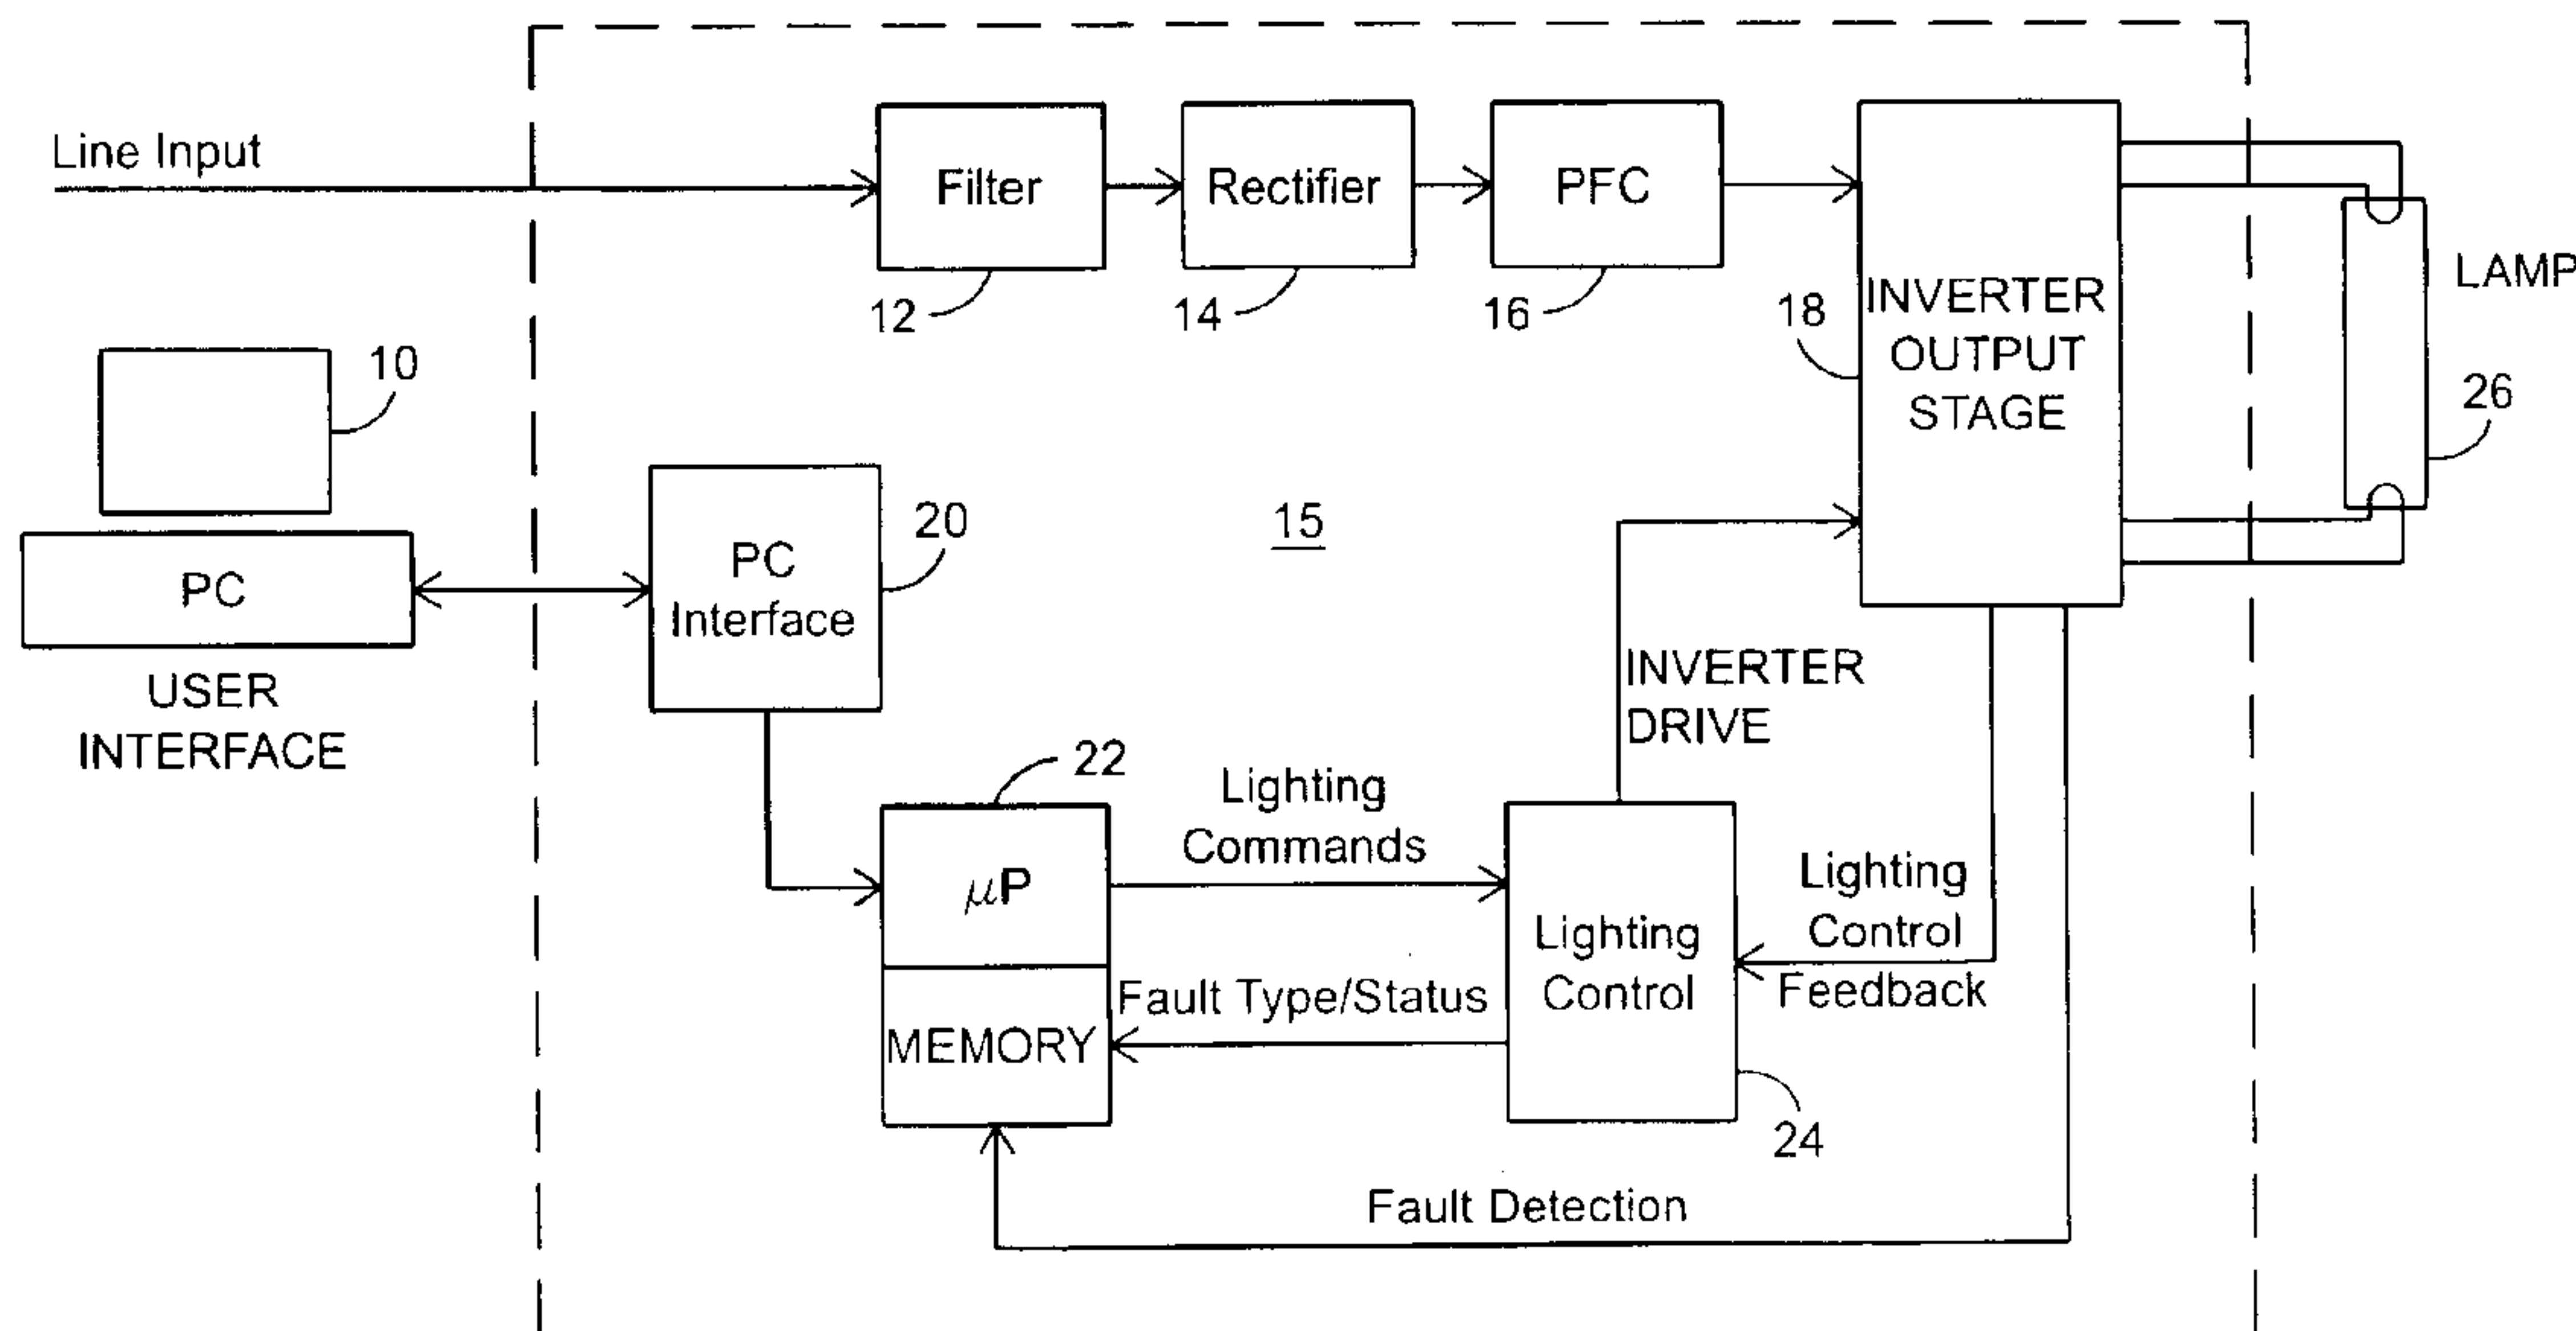 Line Input
Filter
Rectifier
PFC
12
14
16
18
INVERTER
OUTPUT
STAGE
LAMP
26
10
PC
USER
INTERFACE
PC
Interface
20
15
INVERTER
DRIVE
22
μP
MEMORY
Lighting
Commands
Fault Type/Status
Lighting
Control
24
Lighting
Control
Feedback
Fault Detection